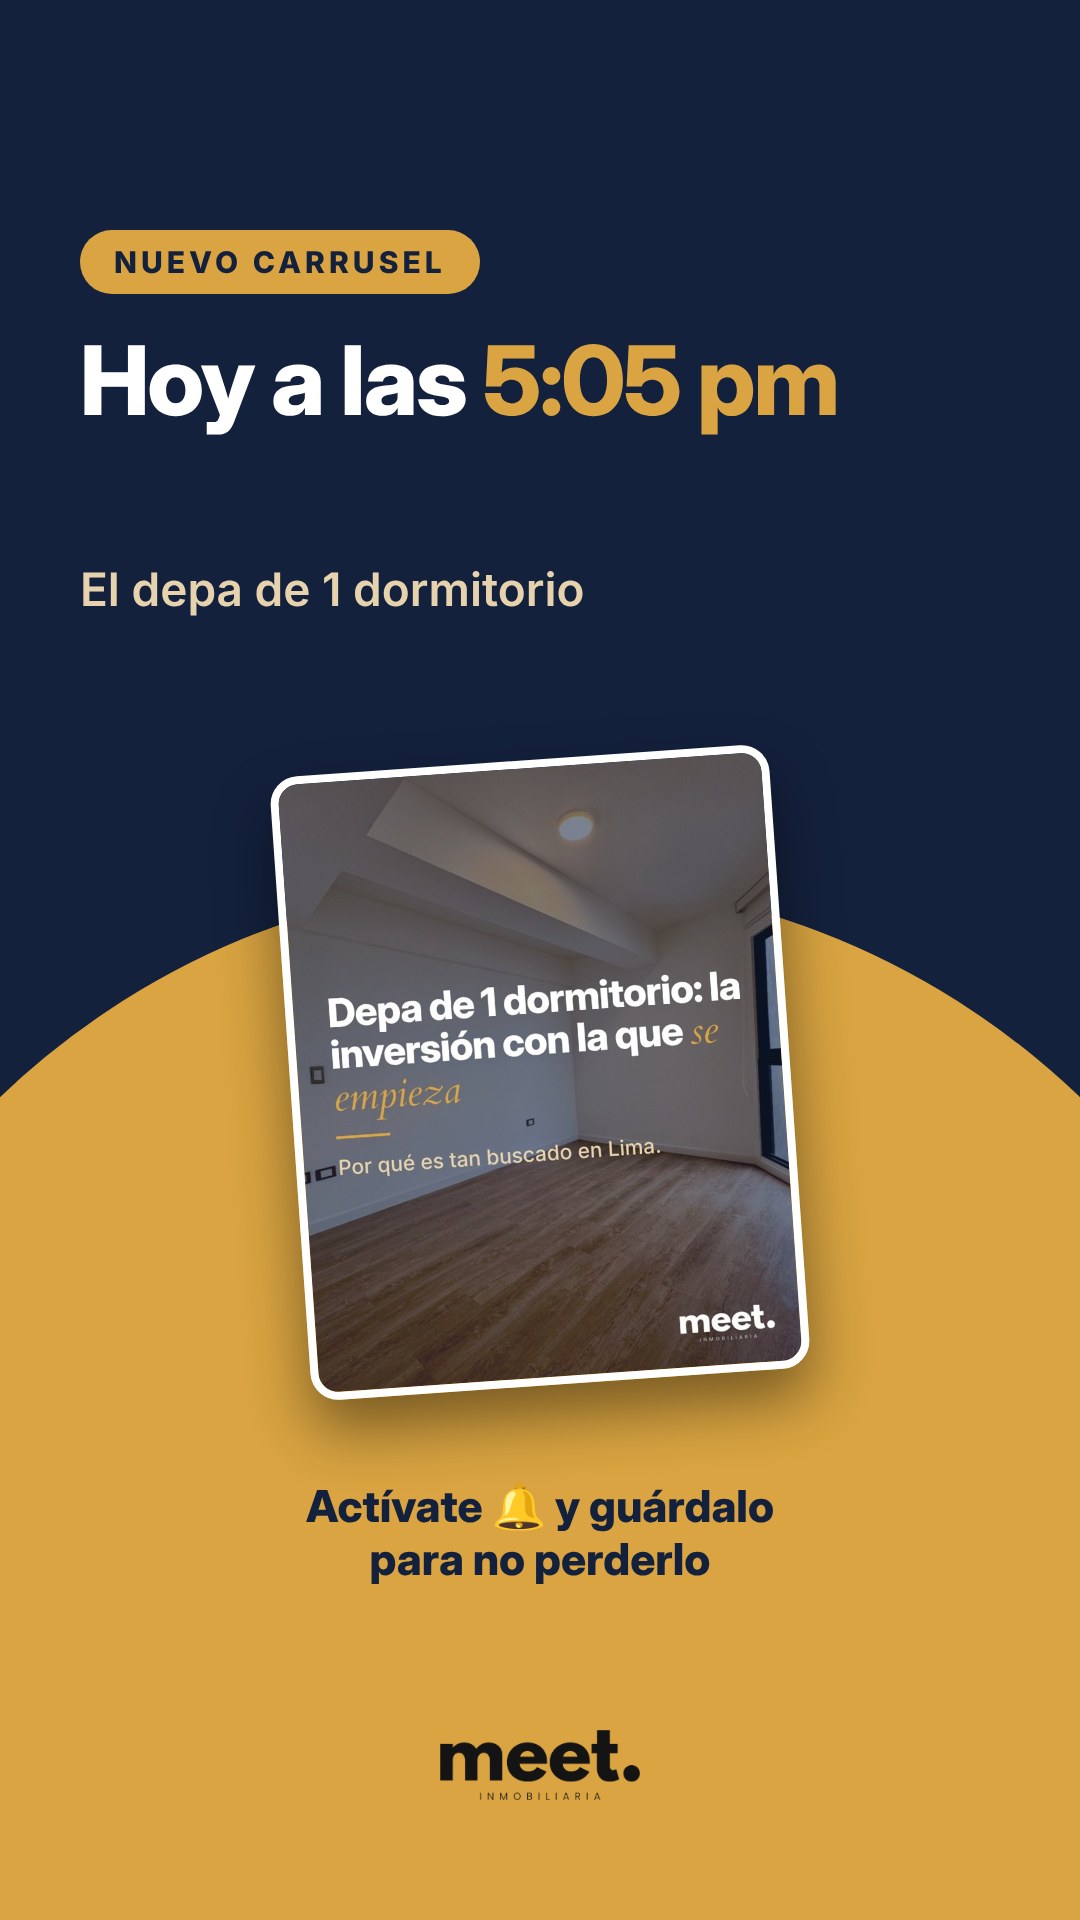 NUEVO CARRUSEL
Hoy a las 5:05 pm
El depa de 1 dormitorio
Depa de 1 dormitorio: la
inversión con la que se
empieza
Por qué es tan buscado en Lima.
meet.
INMOBILIARIA
Actívate 🔔 y guárdalo
para no perderlo
meet.
INMOBILIARIA